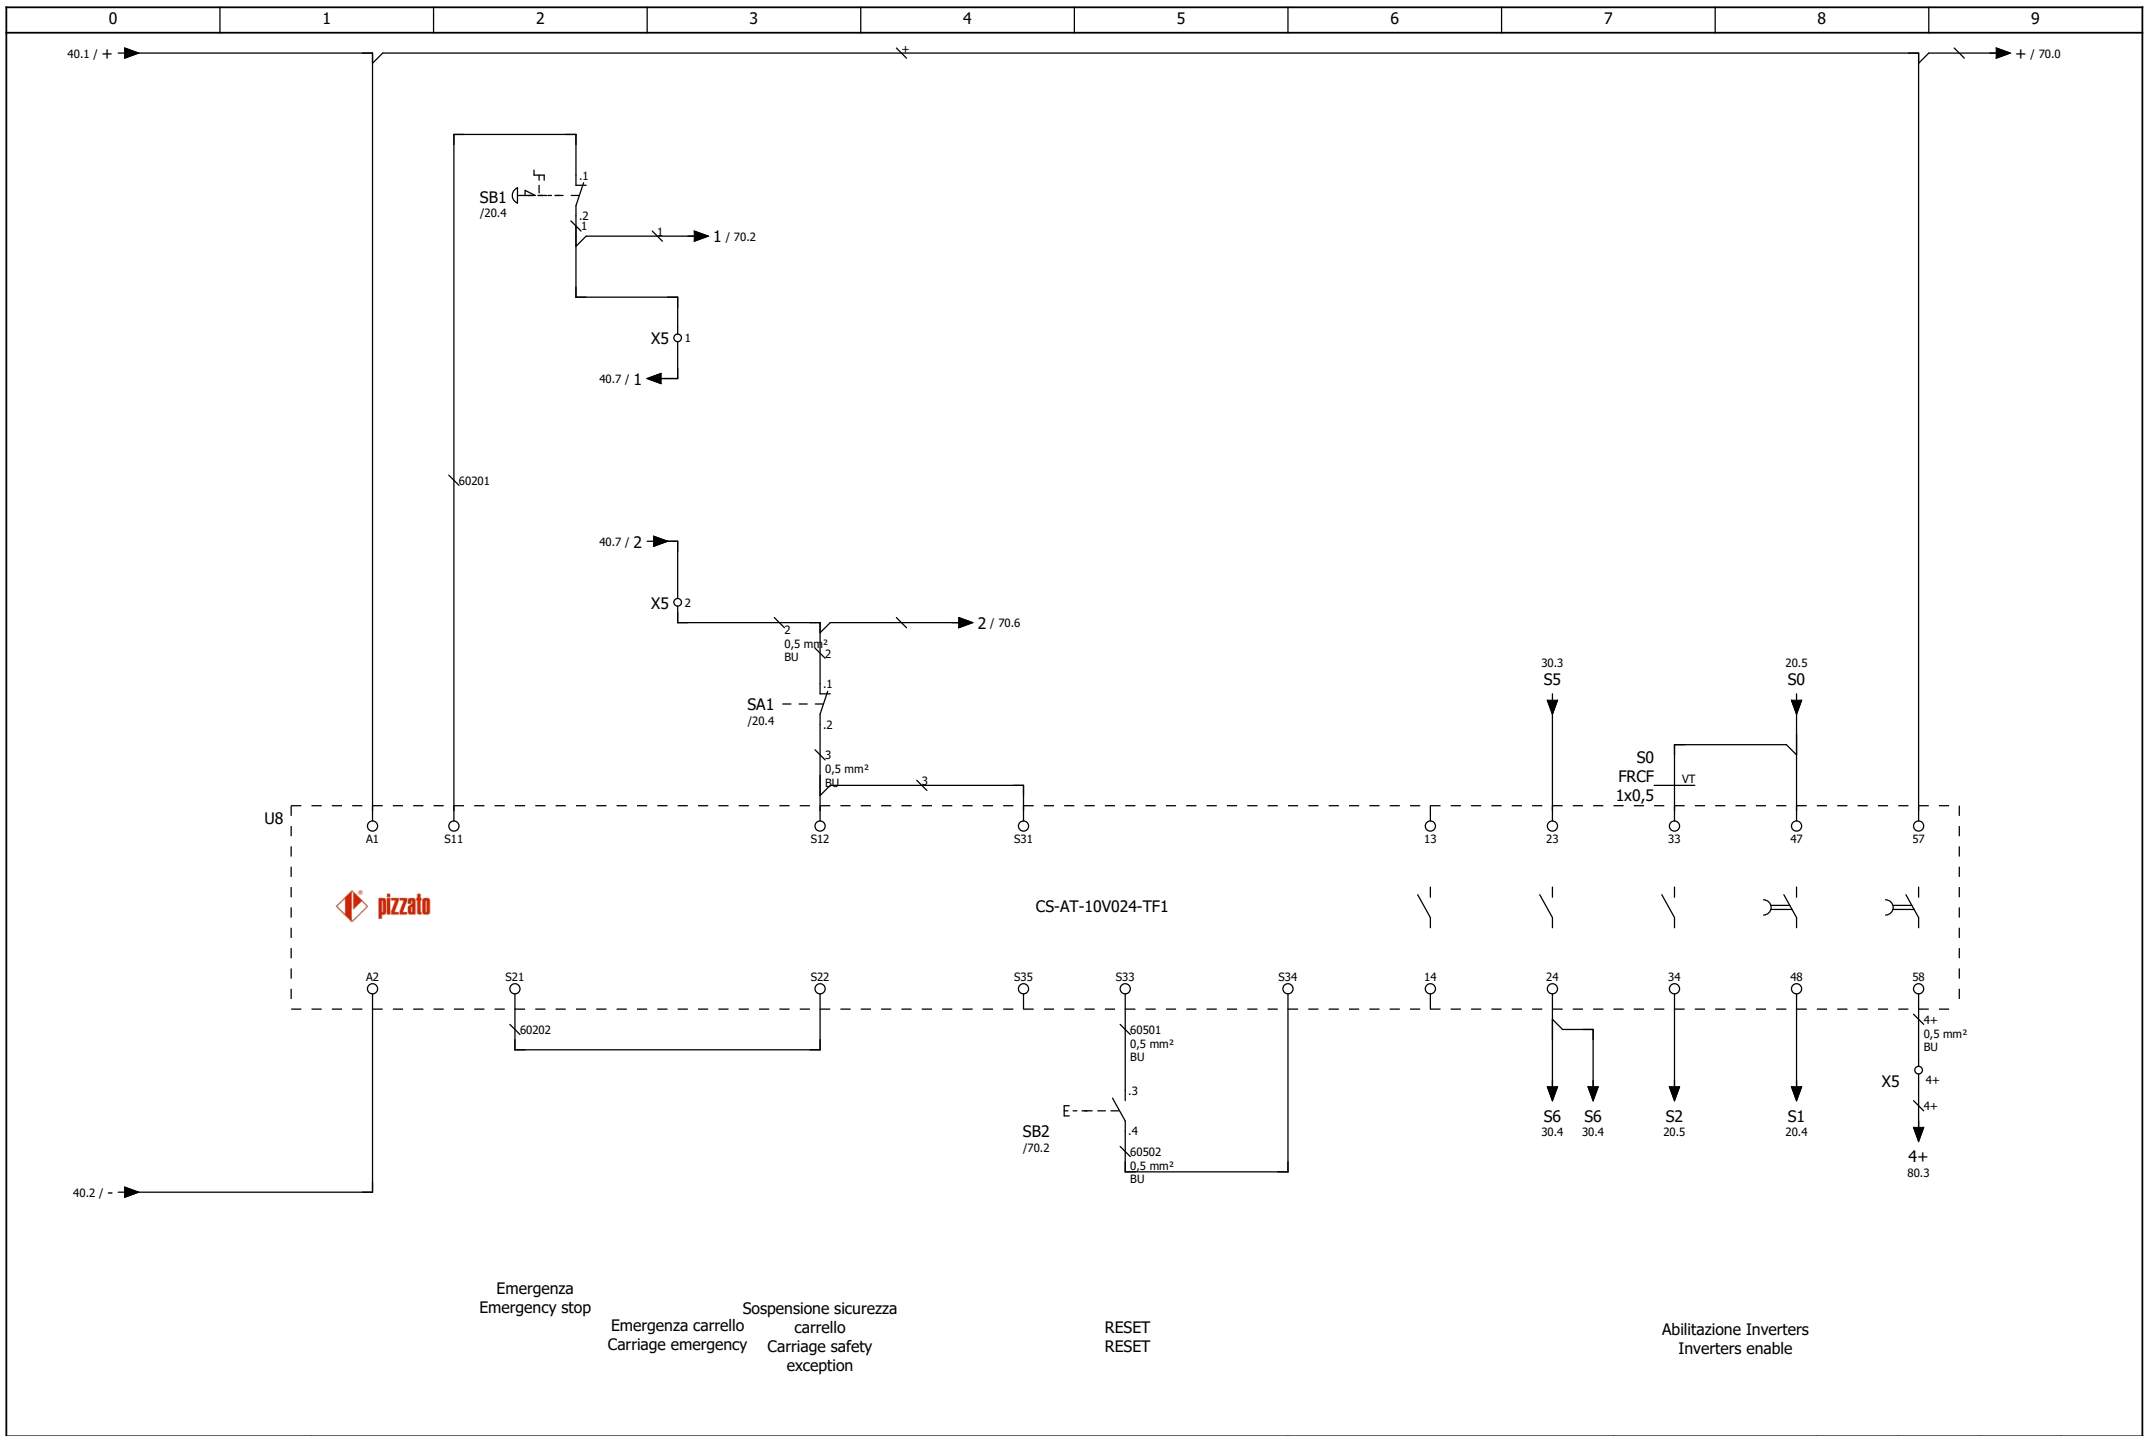 0 1 2 3 4 5 6 7 8 9
40.1 / +
+
+ / 70.0
.1
SB1
/20.4
.2
1
1
1 / 70.2
X5 1
40.7 / 1
60201
40.7 / 2
X5 2
2
0,5 mm²
BU
2
2 / 70.6
.1
SA1
/20.4
.2
3
0,5 mm²
BU
3
30.3
S5
20.5
S0
S0
FRCF
1x0,5
VT
U8
A1 S11 S12 S31 13 23 33 47 57
pizzato
CS-AT-10V024-TF1
A2 S21 S22 S35 S33 S34 14 24 34 48 58
60202
60501
0,5 mm²
BU
.3
E
SB2
/70.2
.4
60502
0,5 mm²
BU
4+
0,5 mm²
BU
X5 4+
4+
S6
30.4
S6
30.4
S2
20.5
S1
20.4
4+
80.3
40.2 / -
Emergenza
Emergency stop
Emergenza carrello
Carriage emergency
Sospensione sicurezza
carrello
Carriage safety
exception
RESET
RESET
Abilitazione Inverters
Inverters enable